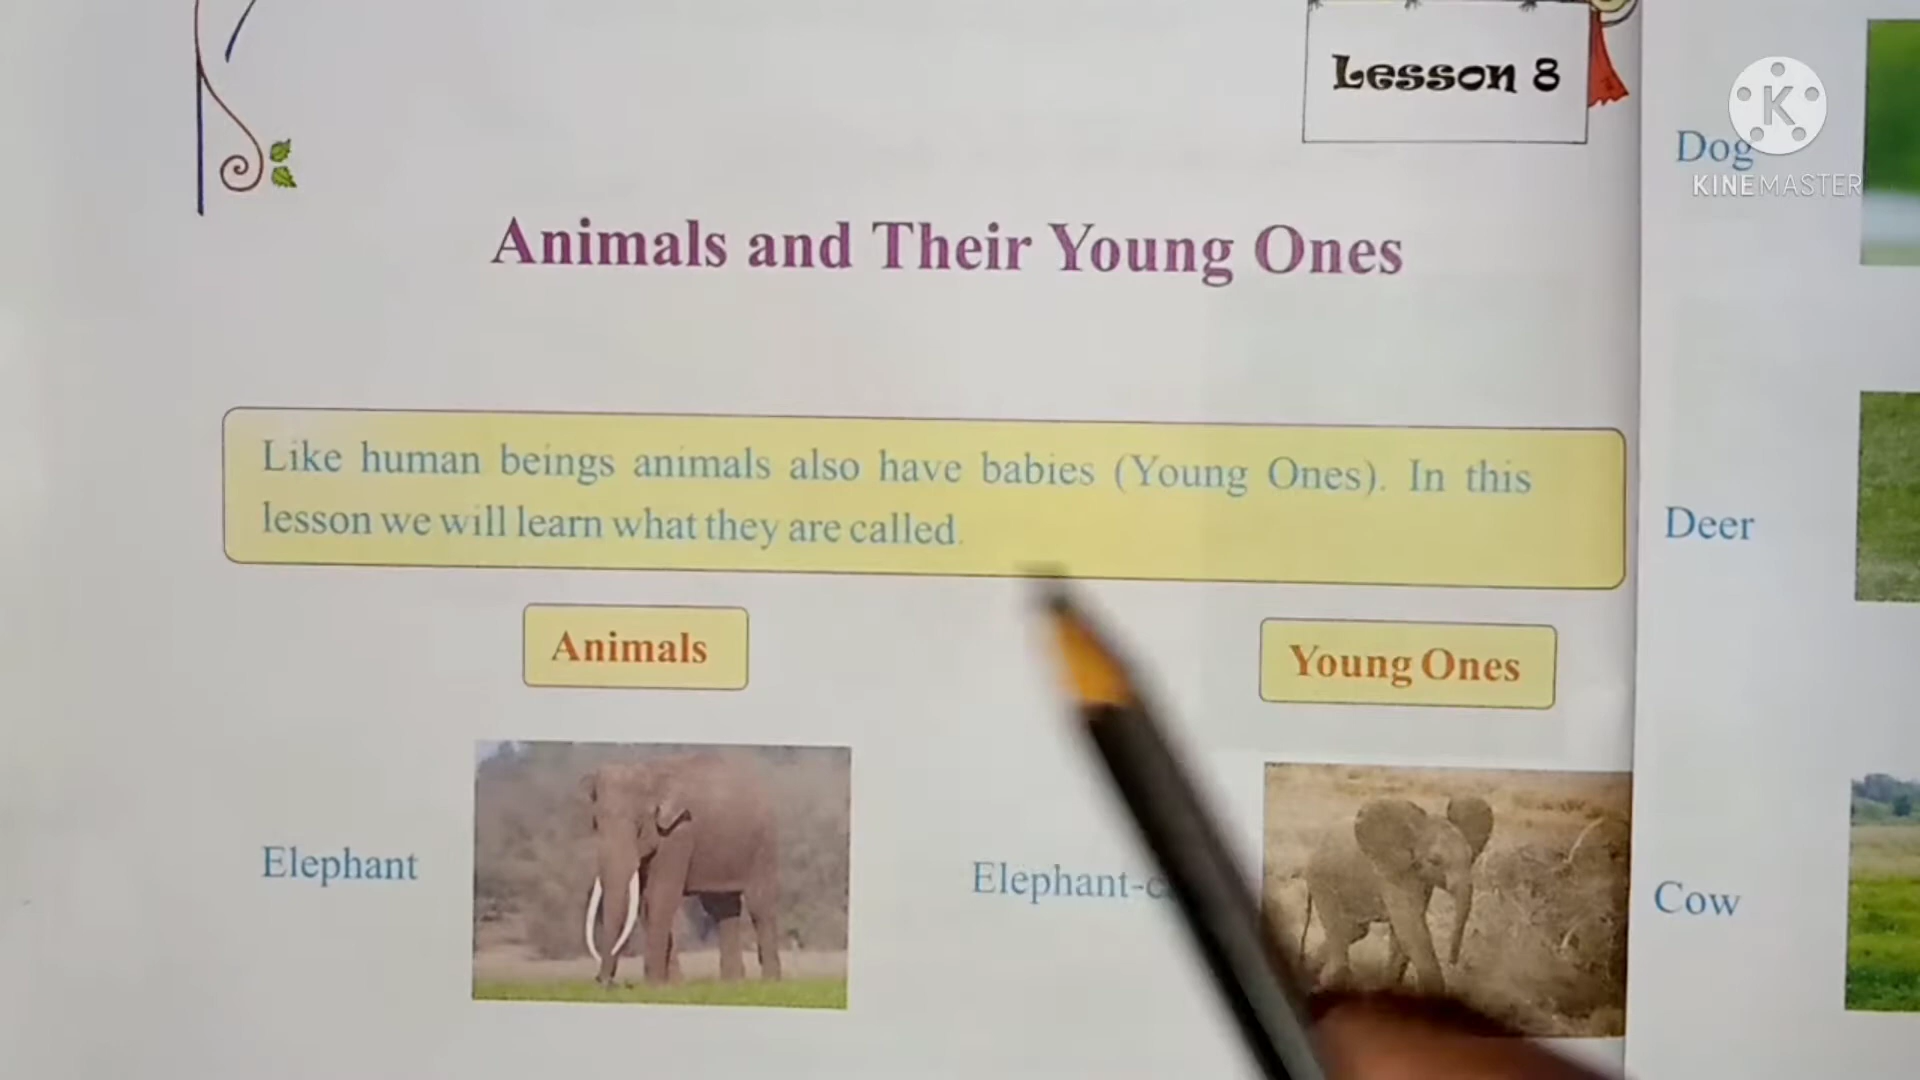 Lesson 8
Animals and Their Young Ones
Like human beings animals also have babies (Young Ones). In this
lesson we will learn what they are called.
Animals
Young Ones
Elephant
Dog
Deer
Cow
KINEMASTER